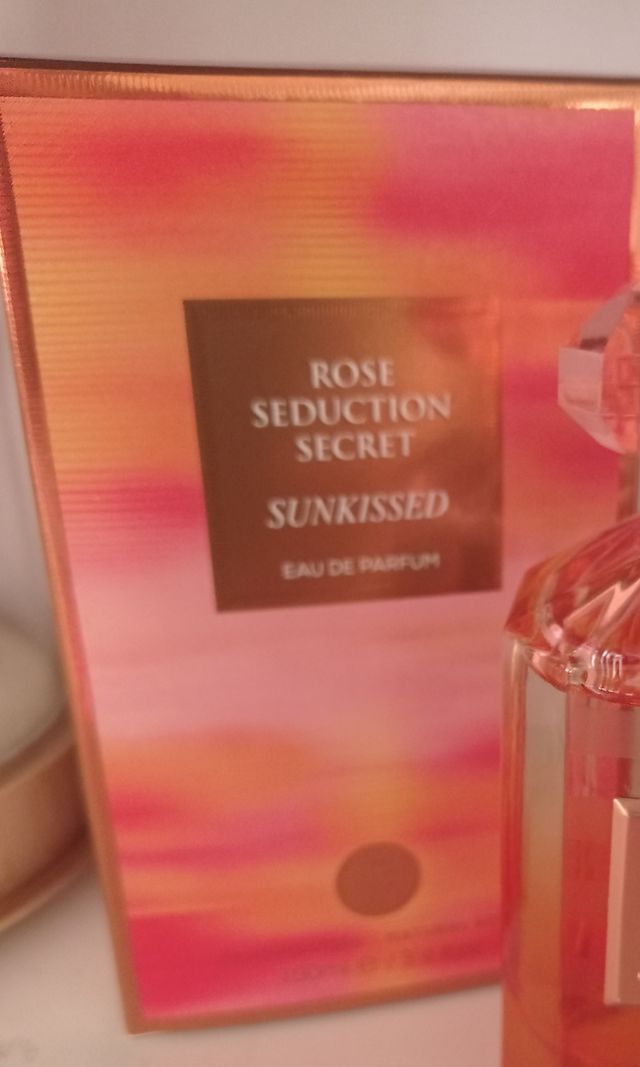 ROSE
SEDUCTION
SECRET
SUNKISSED
EAU DE PARFUM